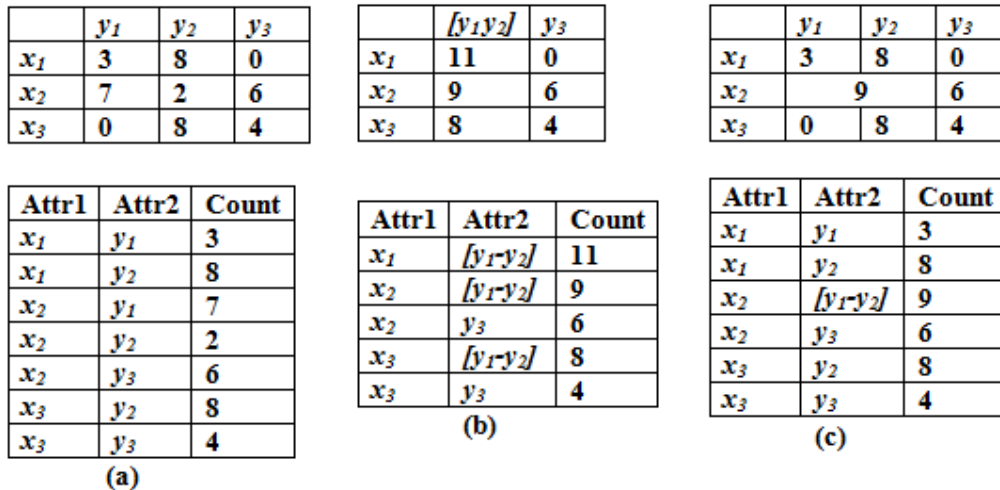 y₁ y₂ y₃
x₁ 3 8 0
x₂ 7 2 6
x₃ 0 8 4
Attr1 Attr2 Count
x₁ y₁ 3
x₁ y₂ 8
x₂ y₁ 7
x₂ y₂ 2
x₂ y₃ 6
x₃ y₂ 8
x₃ y₃ 4
(a)
[y₁y₂] y₃
x₁ 11 0
x₂ 9 6
x₃ 8 4
Attr1 Attr2 Count
x₁ [y₁-y₂] 11
x₂ [y₁-y₂] 9
x₂ y₃ 6
x₃ [y₁-y₂] 8
x₃ y₃ 4
(b)
y₁ y₂ y₃
x₁ 3 8 0
x₂ 9 6
x₃ 0 8 4
Attr1 Attr2 Count
x₁ y₁ 3
x₁ y₂ 8
x₂ [y₁-y₂] 9
x₂ y₃ 6
x₃ y₂ 8
x₃ y₃ 4
(c)